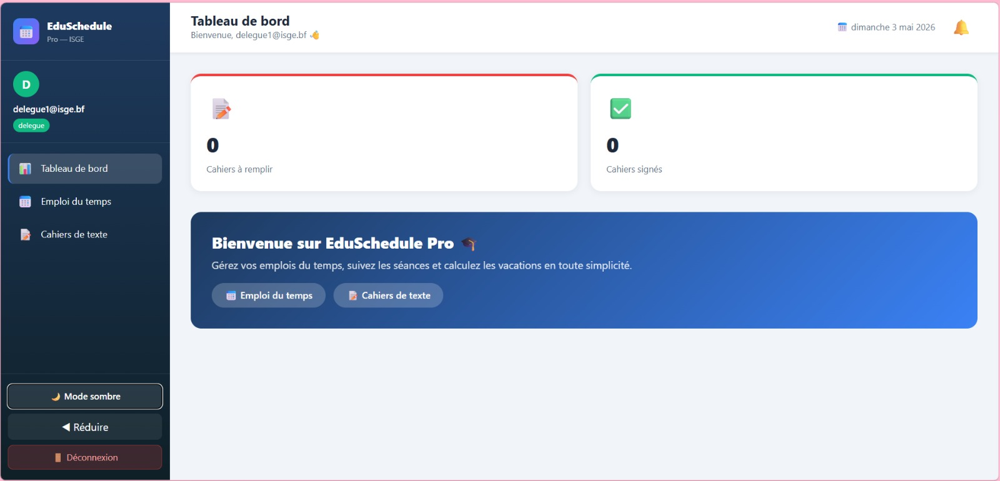 EduSchedule
Pro — ISGE
D
delegue1@isge.bf
delegue
Tableau de bord
Emploi du temps
Cahiers de texte
Mode sombre
◀ Réduire
Déconnexion
Tableau de bord
Bienvenue, delegue1@isge.bf
dimanche 3 mai 2026
0
Cahiers à remplir
0
Cahiers signés
Bienvenue sur EduSchedule Pro
Gérez vos emplois du temps, suivez les séances et calculez les vacations en toute simplicité.
Emploi du temps
Cahiers de texte